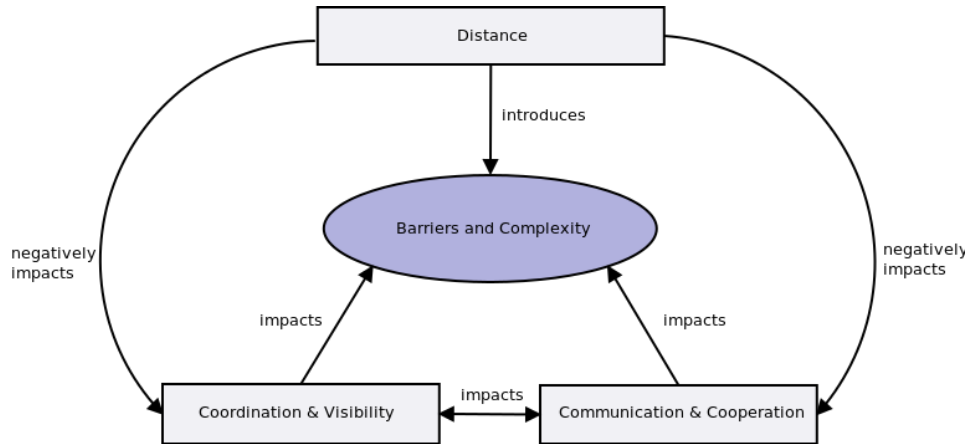 Distance
introduces
Barriers and Complexity
negatively
impacts
negatively
impacts
impacts
impacts
impacts
Coordination & Visibility
Communication & Cooperation